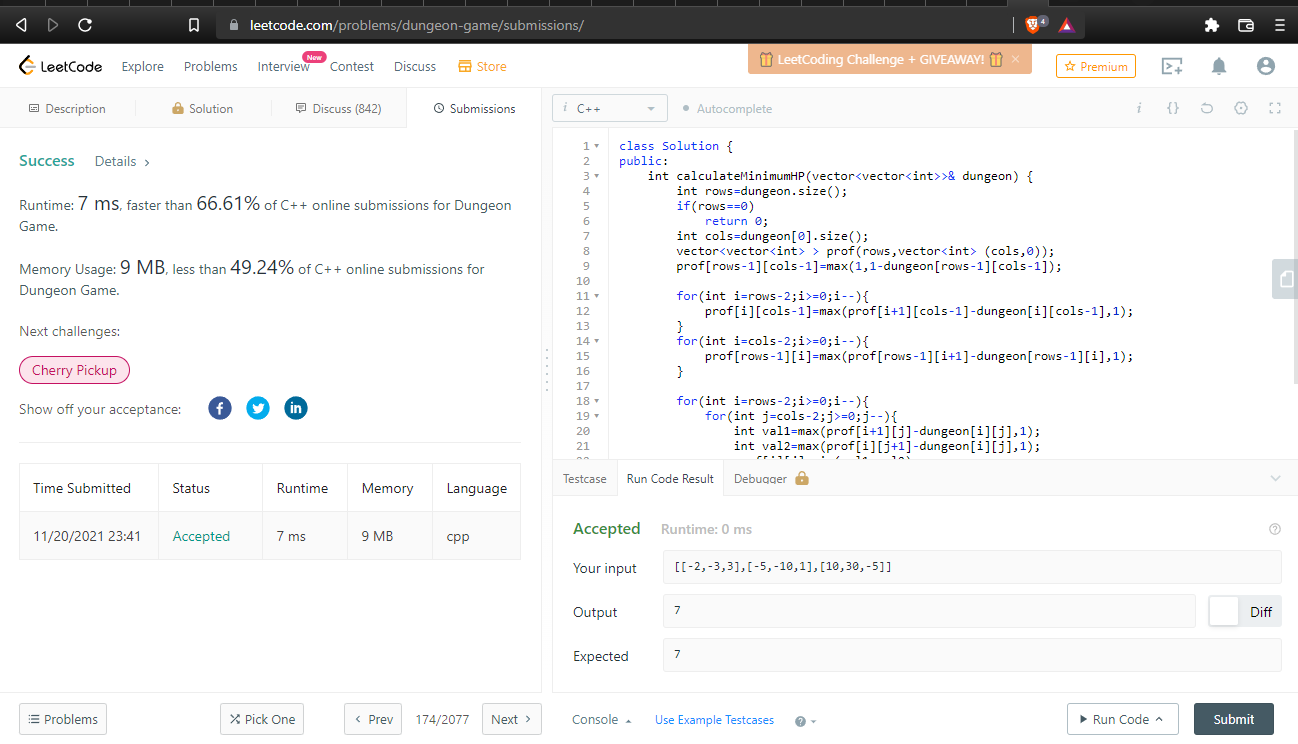 leetcode.com/problems/dungeon-game/submissions/
4
LeetCode
Explore
Problems
Interview
New
Contest
Discuss
Store
LeetCoding Challenge + GIVEAWAY!
×
Premium
Description
Solution
Discuss (842)
Submissions
i C++
Autocomplete
i
{}
Success
Details ›
Runtime: 7 ms, faster than 66.61% of C++ online submissions for Dungeon
Game.
Memory Usage: 9 MB, less than 49.24% of C++ online submissions for
Dungeon Game.
Next challenges:
Cherry Pickup
Show off your acceptance:
Time Submitted Status Runtime Memory Language
11/20/2021 23:41 Accepted 7 ms 9 MB cpp
1 class Solution {
2 public:
3 int calculateMinimumHP(vector<vector<int>>& dungeon) {
4 int rows=dungeon.size();
5 if(rows==0)
6 return 0;
7 int cols=dungeon[0].size();
8 vector<vector<int> > prof(rows,vector<int> (cols,0));
9 prof[rows-1][cols-1]=max(1,1-dungeon[rows-1][cols-1]);
10
11 for(int i=rows-2;i>=0;i--){
12 prof[i][cols-1]=max(prof[i+1][cols-1]-dungeon[i][cols-1],1);
13 }
14 for(int i=cols-2;i>=0;i--){
15 prof[rows-1][i]=max(prof[rows-1][i+1]-dungeon[rows-1][i],1);
16 }
17
18 for(int i=rows-2;i>=0;i--){
19 for(int j=cols-2;j>=0;j--){
20 int val1=max(prof[i+1][j]-dungeon[i][j],1);
21 int val2=max(prof[i][j+1]-dungeon[i][j],1);
Testcase
Run Code Result
Debugger
Accepted
Runtime: 0 ms
Your input
[[-2,-3,3],[-5,-10,1],[10,30,-5]]
Output
7
Diff
Expected
7
Problems
Pick One
‹ Prev
174/2077
Next ›
Console
Use Example Testcases
?
Run Code
Submit